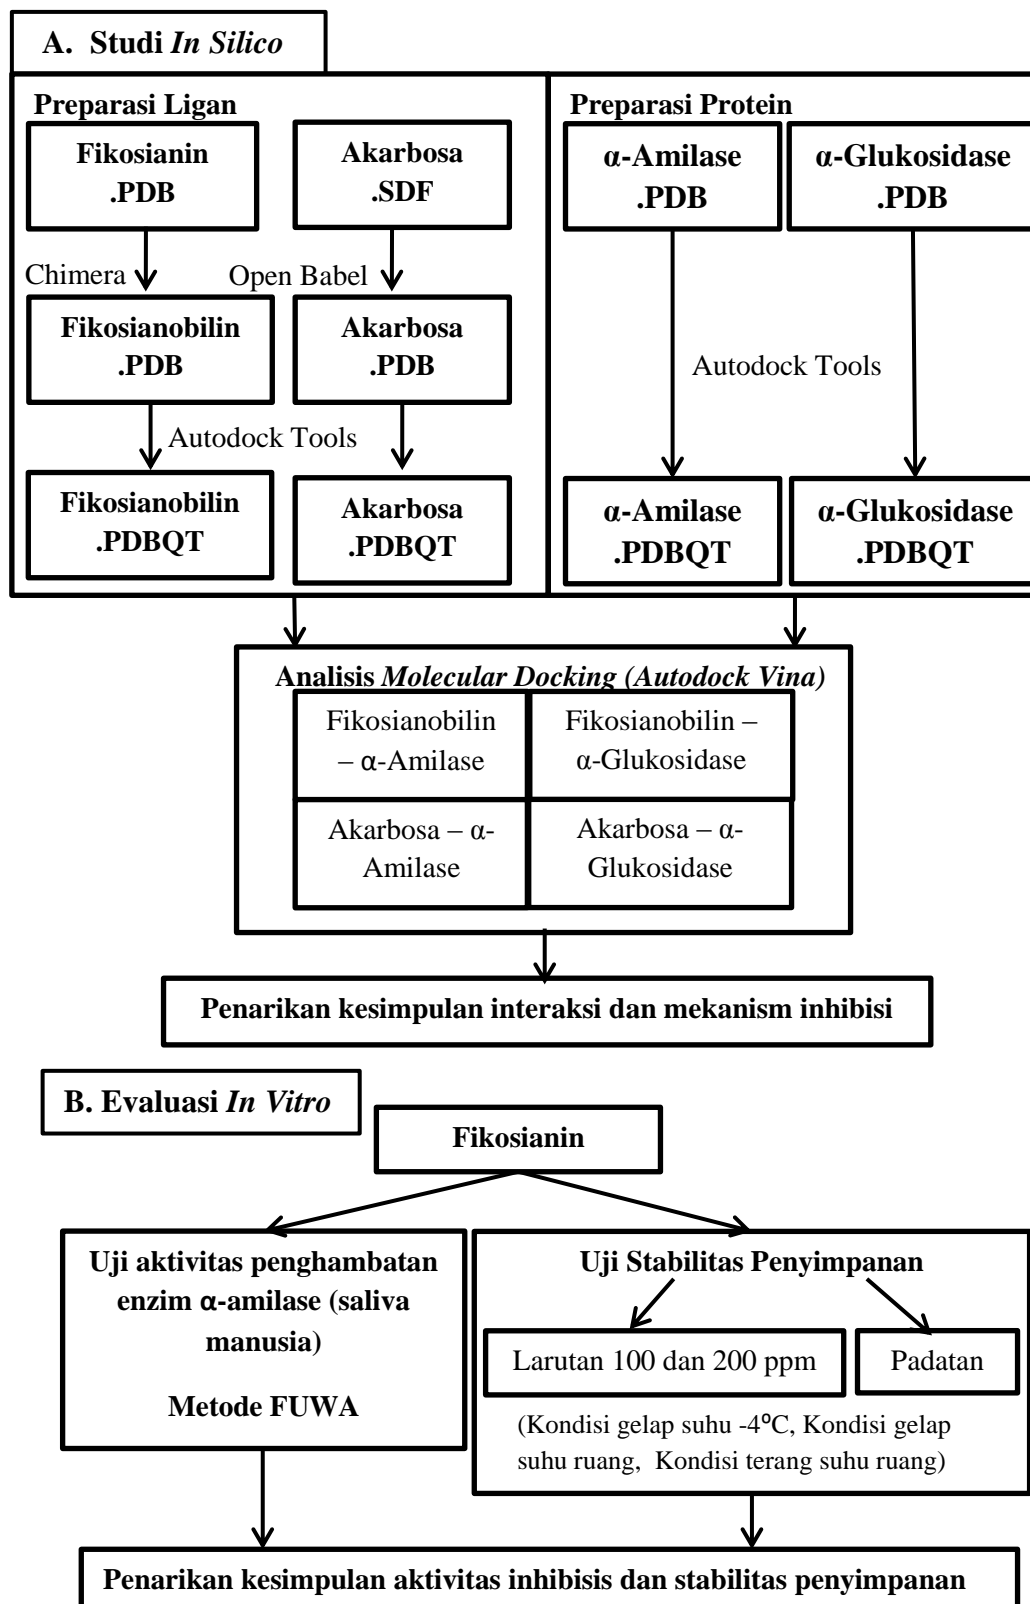 A. Studi In Silico
Preparasi Ligan
Preparasi Protein
Fikosianin
.PDB
Akarbosa
.SDF
α-Amilase
.PDB
α-Glukosidase
.PDB
Chimera
Open Babel
Fikosianobilin
.PDB
Akarbosa
.PDB
Autodock Tools
Autodock Tools
Fikosianobilin
.PDBQT
Akarbosa
.PDBQT
α-Amilase
.PDBQT
α-Glukosidase
.PDBQT
Analisis Molecular Docking (Autodock Vina)
Fikosianobilin
– α-Amilase
Fikosianobilin –
α-Glukosidase
Akarbosa – α-
Amilase
Akarbosa – α-
Glukosidase
Penarikan kesimpulan interaksi dan mekanism inhibisi
B. Evaluasi In Vitro
Fikosianin
Uji aktivitas penghambatan
enzim α-amilase (saliva
manusia)
Metode FUWA
Uji Stabilitas Penyimpanan
Larutan 100 dan 200 ppm
Padatan
(Kondisi gelap suhu -4⁰C, Kondisi gelap
suhu ruang, Kondisi terang suhu ruang)
Penarikan kesimpulan aktivitas inhibisis dan stabilitas penyimpanan